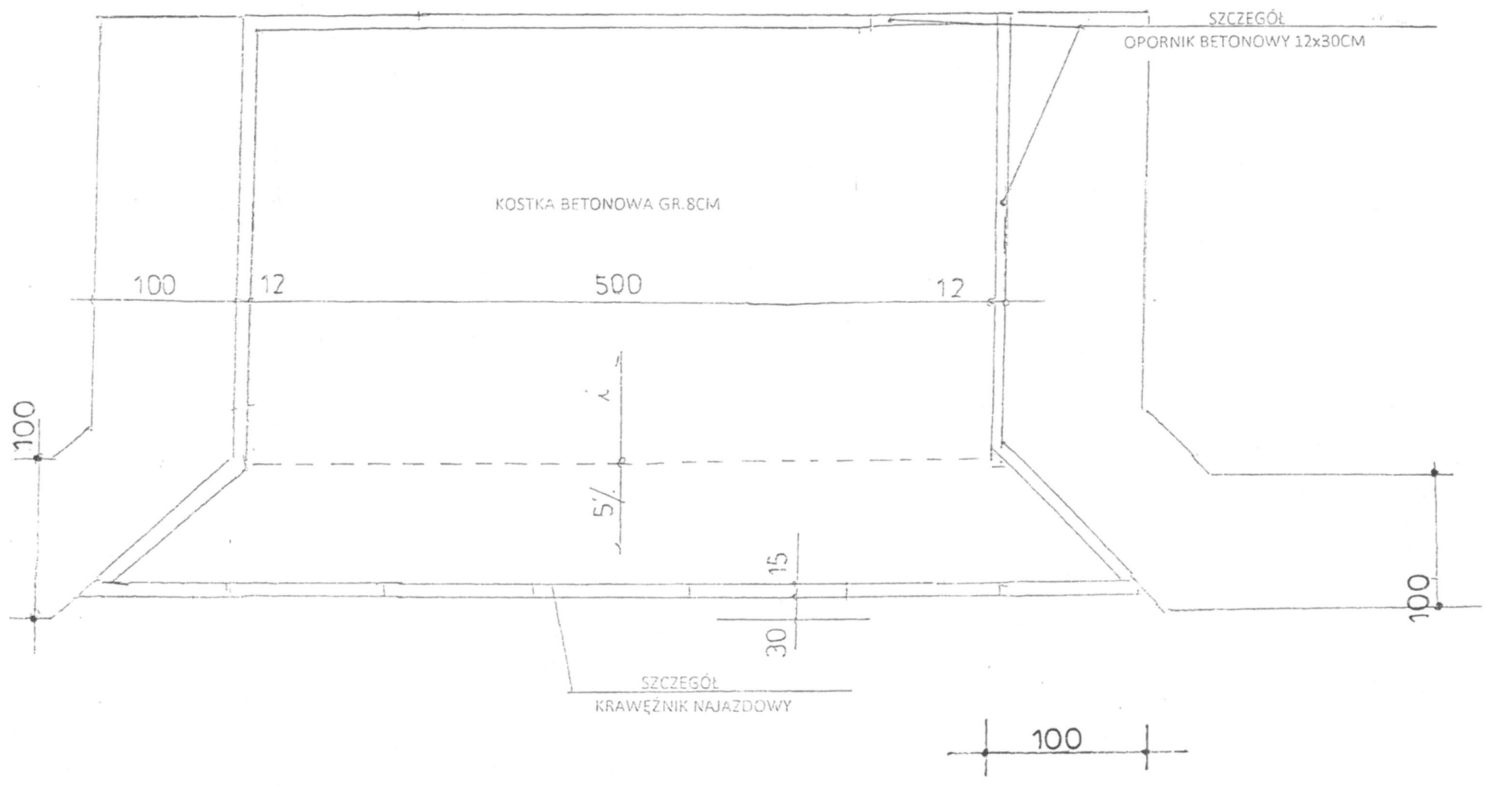 SZCZEGÓŁ
OPORNIK BETONOWY 12x30CM
KOSTKA BETONOWA GR.8CM
100 12 500 12
i
100
5%
15
100
30
SZCZEGÓŁ
KRAWĘŻNIK NAJAZDOWY
100